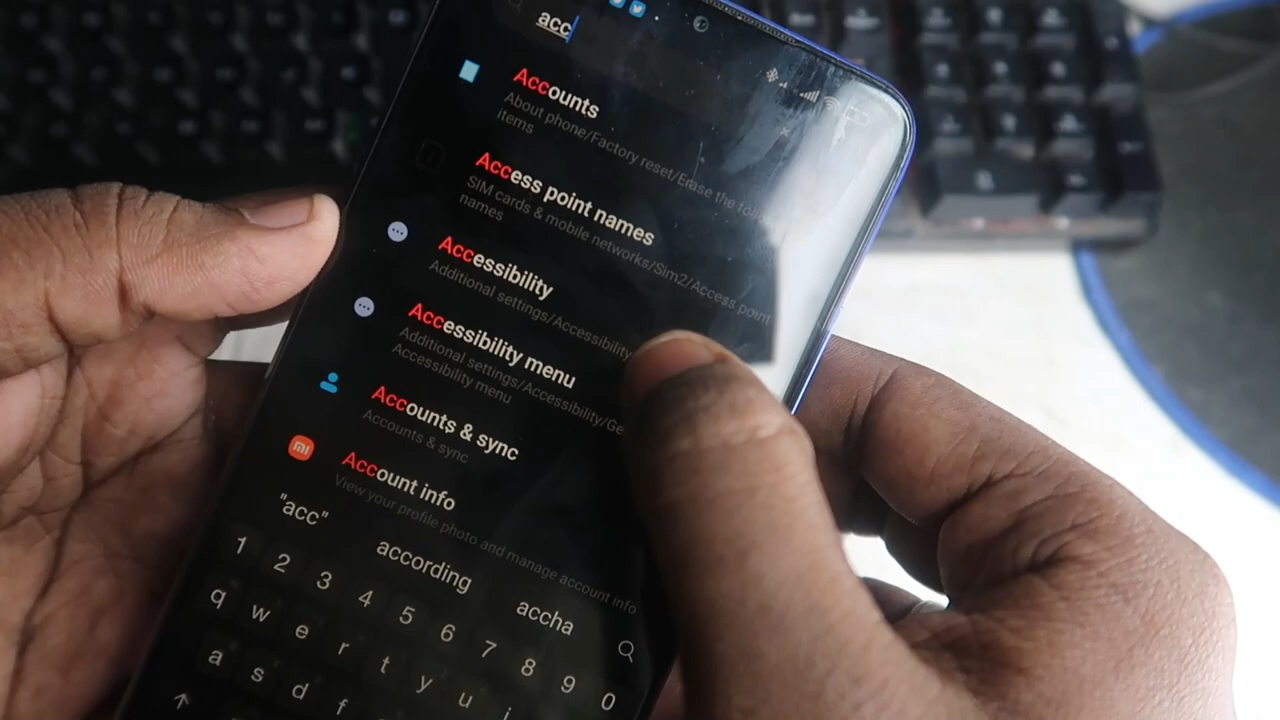 acc
Accounts
About phone/Factory reset/Erase the
items
Access point names
SIM cards & mobile networks/Sim2/Access point
names
Accessibility
Additional settings/Accessibility
Accessibility menu
Additional settings/Accessibility/Ge
Accessibility menu
Accounts & sync
Accounts & sync
Account info
View your profile photo and manage account info
"acc" according accha
1 2 3 4 5 6 7 8 9 0
q w e r t y u
a s d f